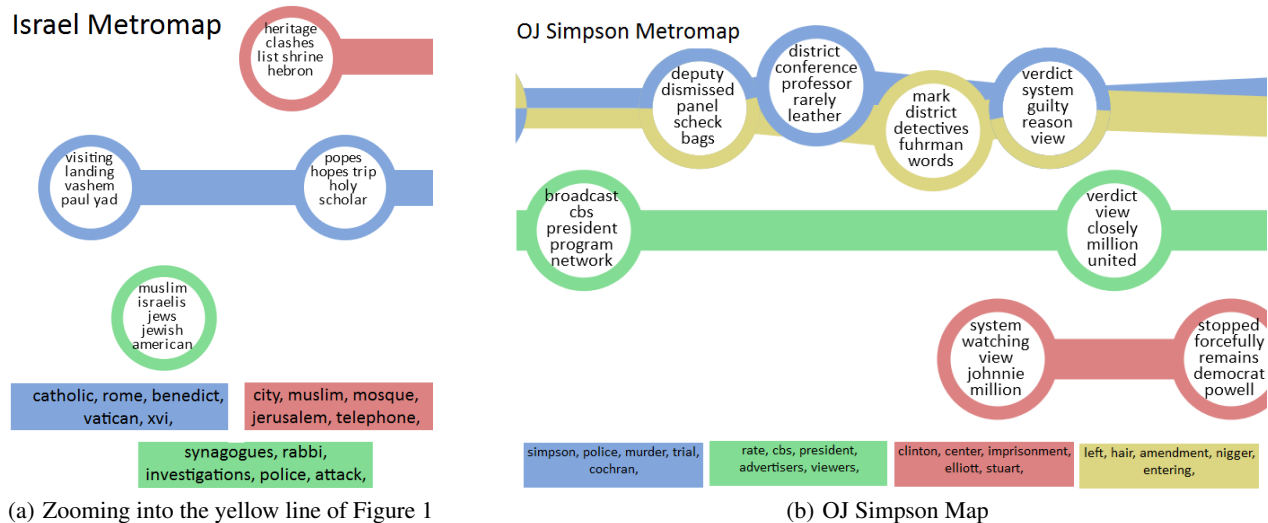 Israel Metromap
heritage
clashes
list shrine
hebron
visiting
landing
vashem
paul yad
popes
hopes trip
holy
scholar
muslim
israelis
jews
jewish
american
catholic, rome, benedict,
vatican, xvi,
city, muslim, mosque,
jerusalem, telephone,
synagogues, rabbi,
investigations, police, attack,
(a) Zooming into the yellow line of Figure 1
OJ Simpson Metromap
deputy
dismissed
panel
scheck
bags
district
conference
professor
rarely
leather
mark
district
detectives
fuhrman
words
verdict
system
guilty
reason
view
broadcast
cbs
president
program
network
verdict
view
closely
million
united
system
watching
view
johnnie
million
stopped
forcefully
remains
democrat
powell
simpson, police, murder, trial,
cochran,
rate, cbs, president,
advertisers, viewers,
clinton, center, imprisonment,
elliott, stuart,
left, hair, amendment, nigger,
entering,
(b) OJ Simpson Map